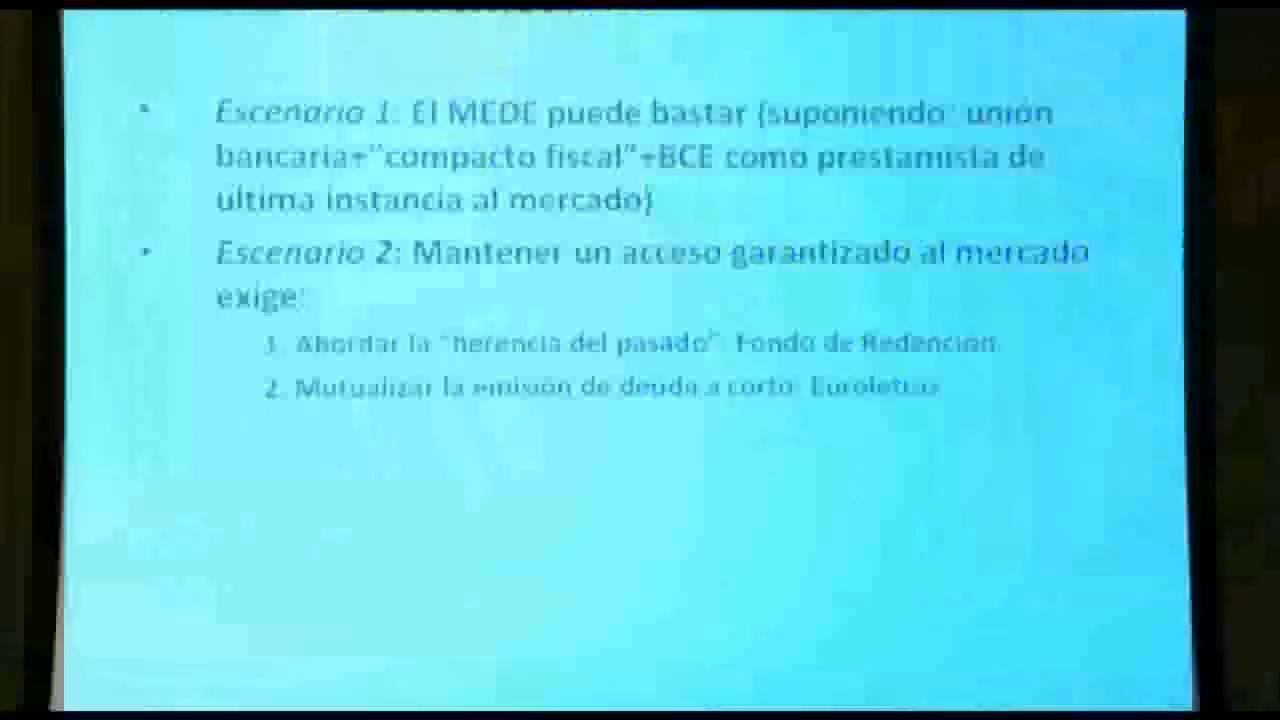 • Escenario 1: El MEDE puede bastar (suponiendo: unión
bancaria+"compacto fiscal"+BCE como prestamista de
ultima instancia al mercado)
• Escenario 2: Mantener un acceso garantizado al mercado
exige:
1. Abordar la "herencia del pasado": Fondo de Redención
2. Mutualizar la emisión de deuda a corto: Euroletras